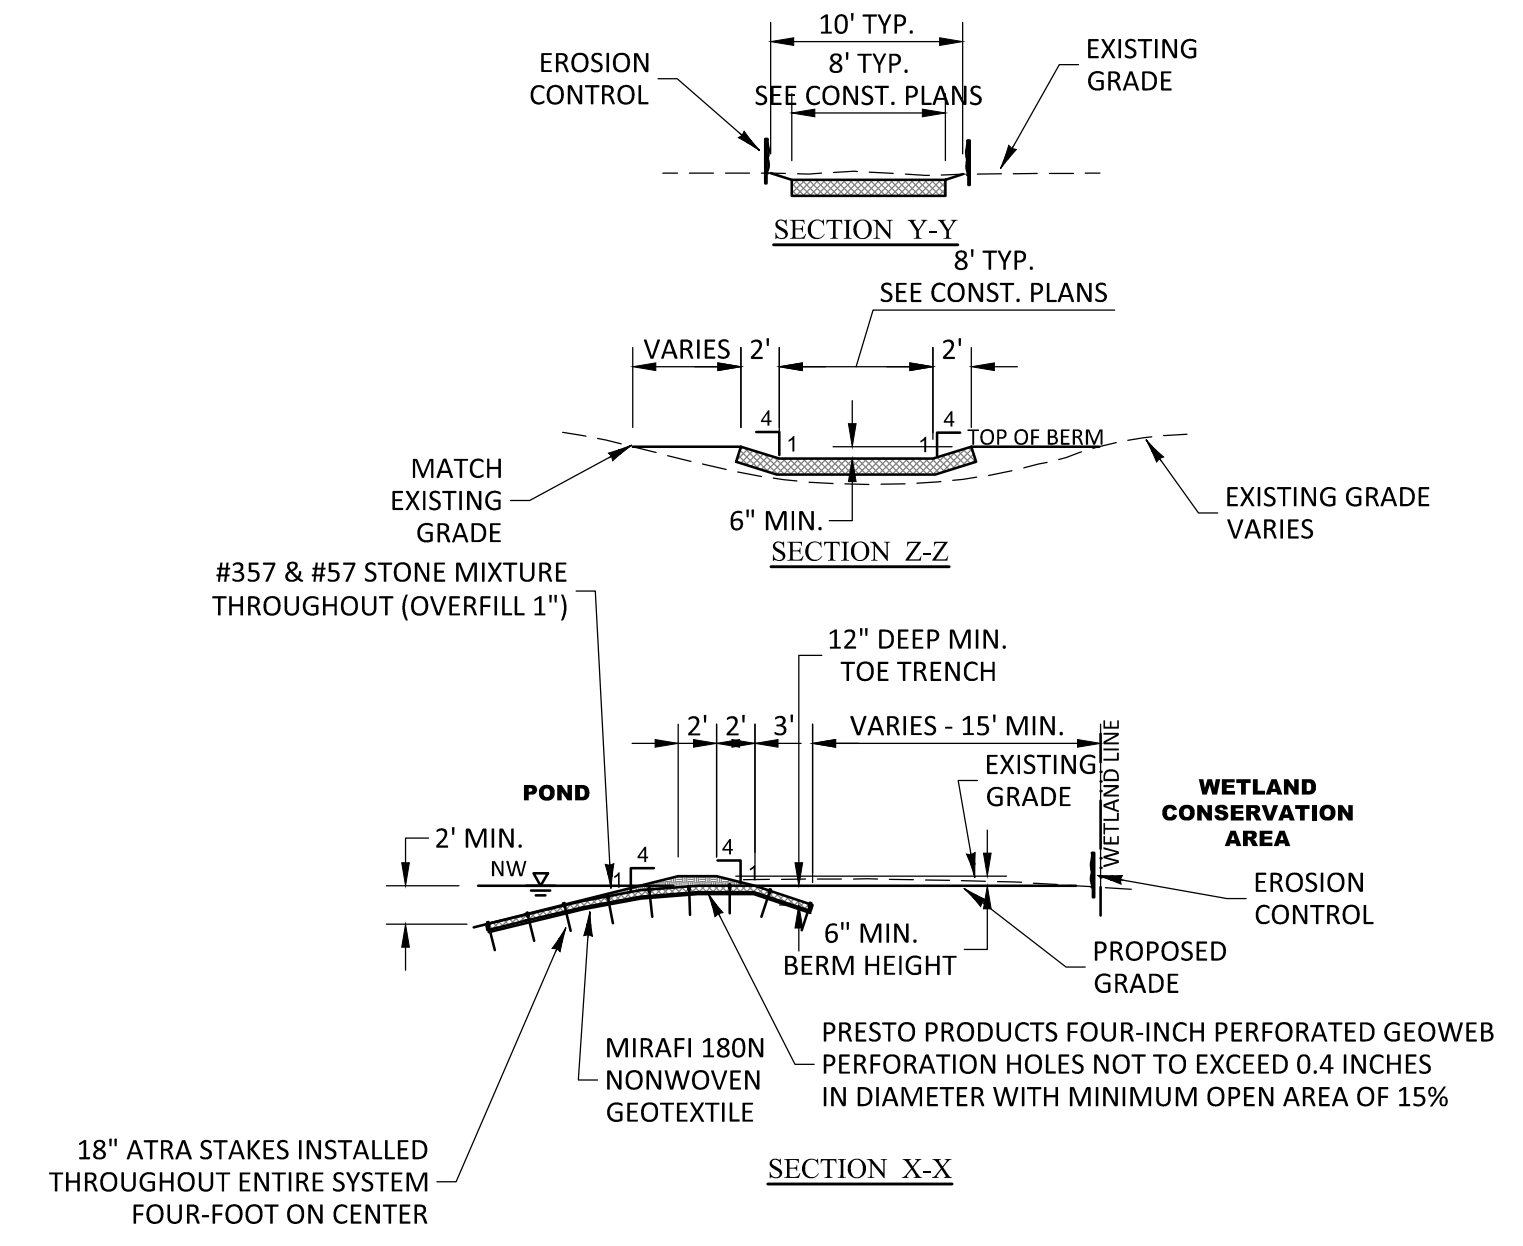 10' TYP.
EROSION
CONTROL
8' TYP.
SEE CONST. PLANS
EXISTING
GRADE
SECTION Y-Y
8' TYP.
SEE CONST. PLANS
VARIES
2'
2'
4
1
4
1
TOP OF BERM
MATCH
EXISTING
GRADE
6" MIN.
EXISTING GRADE
VARIES
SECTION Z-Z
#357 & #57 STONE MIXTURE
THROUGHOUT (OVERFILL 1")
12" DEEP MIN.
TOE TRENCH
2'
2'
3'
VARIES - 15' MIN.
WETLAND LINE
EXISTING
GRADE
POND
WETLAND
CONSERVATION
AREA
2' MIN.
NW
4
1
4
1
EROSION
CONTROL
6" MIN.
BERM HEIGHT
PROPOSED
GRADE
PRESTO PRODUCTS FOUR-INCH PERFORATED GEOWEB
PERFORATION HOLES NOT TO EXCEED 0.4 INCHES
IN DIAMETER WITH MINIMUM OPEN AREA OF 15%
MIRAFI 180N
NONWOVEN
GEOTEXTILE
18" ATRA STAKES INSTALLED
THROUGHOUT ENTIRE SYSTEM
FOUR-FOOT ON CENTER
SECTION X-X